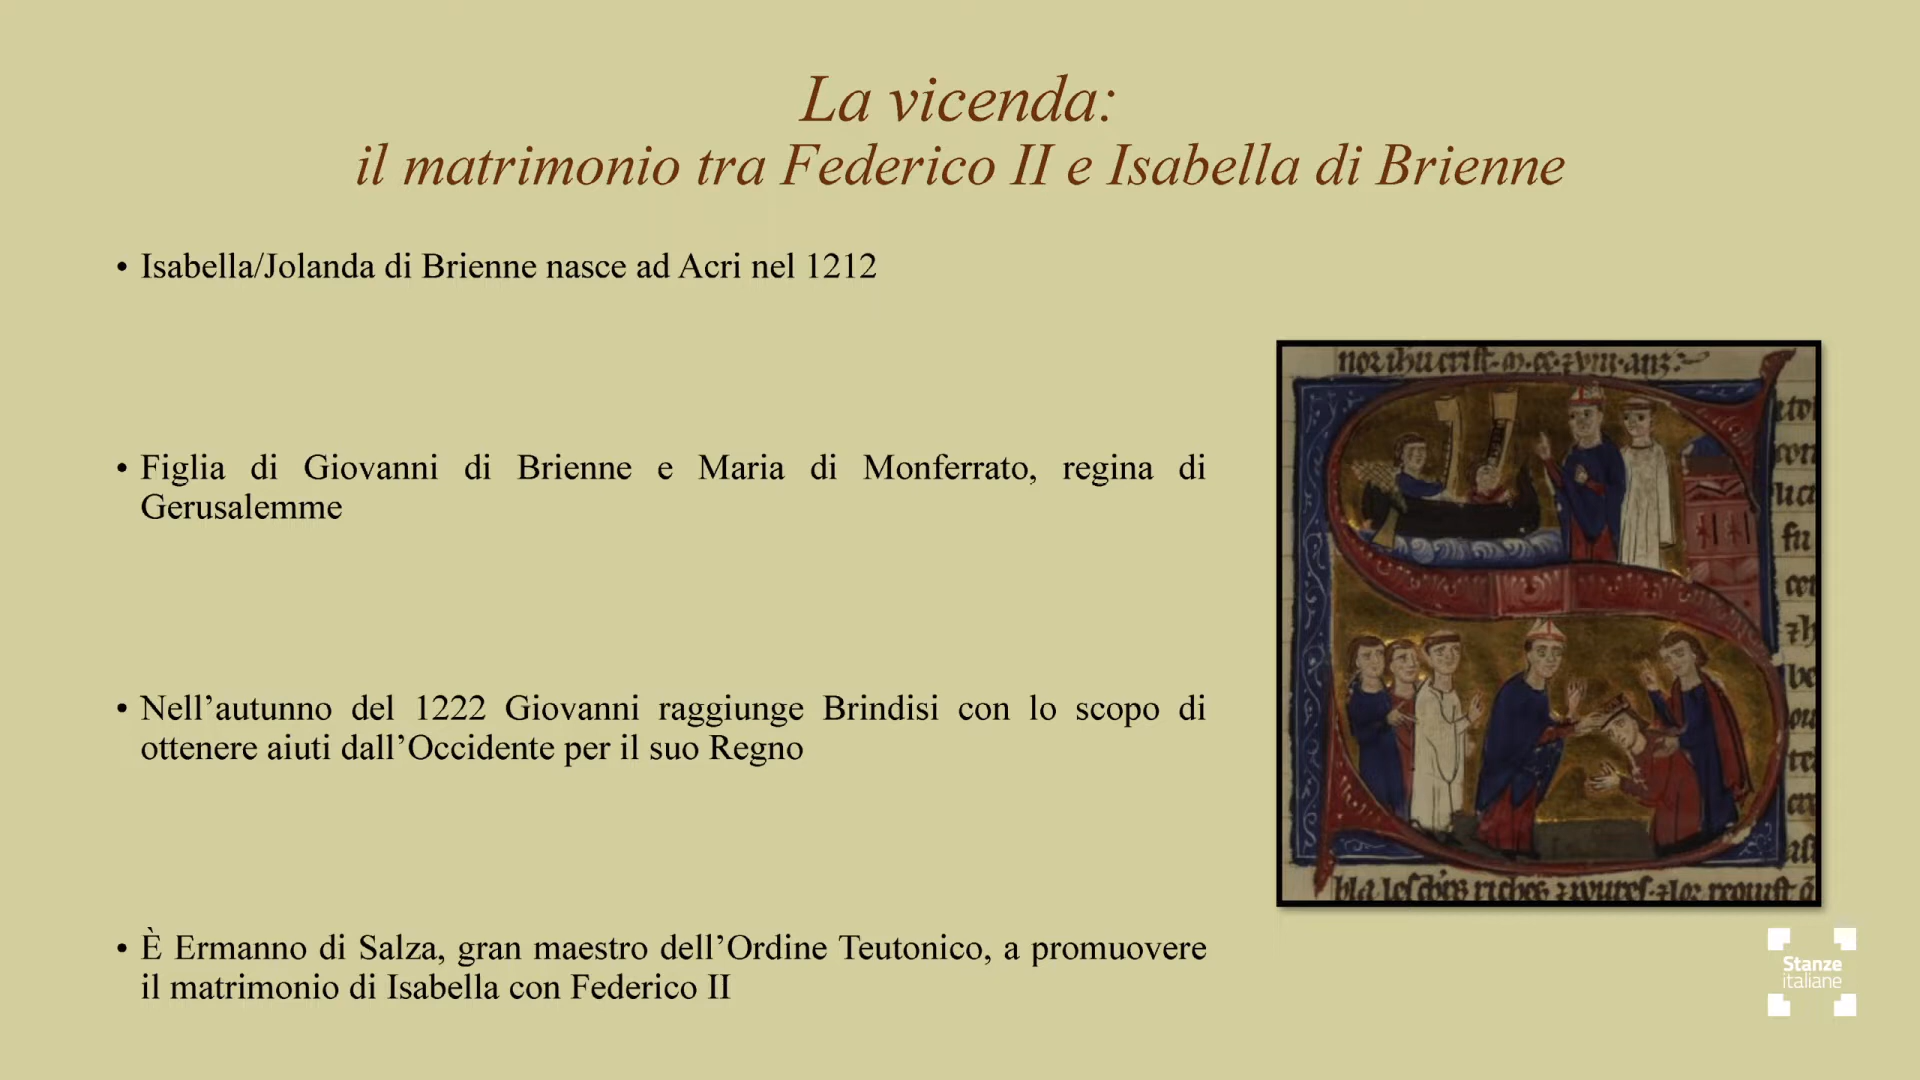 La vicenda:
il matrimonio tra Federico II e Isabella di Brienne
• Isabella/Jolanda di Brienne nasce ad Acri nel 1212
• Figlia di Giovanni di Brienne e Maria di Monferrato, regina di
Gerusalemme
• Nell’autunno del 1222 Giovanni raggiunge Brindisi con lo scopo di
ottenere aiuti dall’Occidente per il suo Regno
• È Ermanno di Salza, gran maestro dell’Ordine Teutonico, a promuovere
il matrimonio di Isabella con Federico II
Stanze
italiane